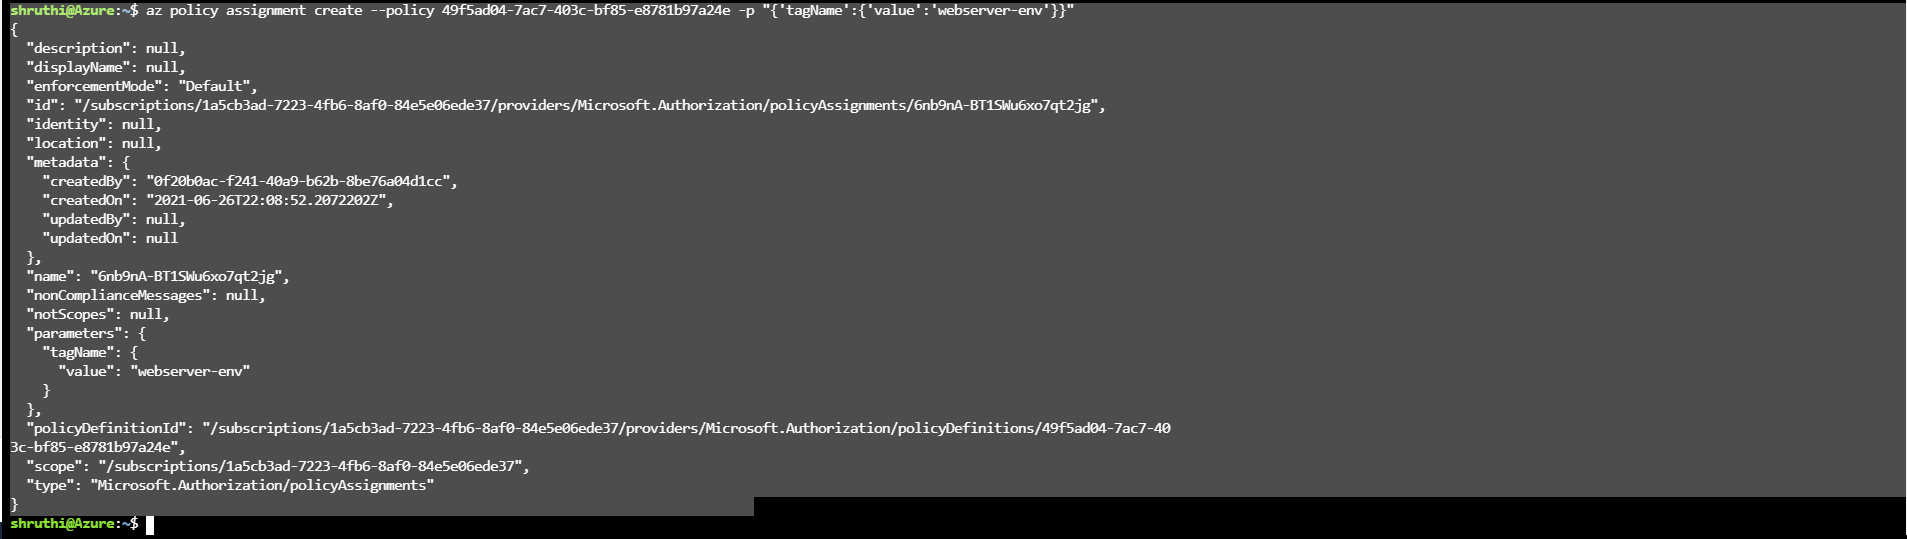 shruthi@Azure:~$ az policy assignment create --policy 49f5ad04-7ac7-403c-bf85-e8781b97a24e -p "{'tagName':{'value':'webserver-env'}}"
{
  "description": null,
  "displayName": null,
  "enforcementMode": "Default",
  "id": "/subscriptions/1a5cb3ad-7223-4fb6-8af0-84e5e06ede37/providers/Microsoft.Authorization/policyAssignments/6nb9nA-BT1SWu6xo7qt2jg",
  "identity": null,
  "location": null,
  "metadata": {
    "createdBy": "0f20b0ac-f241-40a9-b62b-8be76a04d1cc",
    "createdOn": "2021-06-26T22:08:52.2072202Z",
    "updatedBy": null,
    "updatedOn": null
  },
  "name": "6nb9nA-BT1SWu6xo7qt2jg",
  "nonComplianceMessages": null,
  "notScopes": null,
  "parameters": {
    "tagName": {
      "value": "webserver-env"
    }
  },
  "policyDefinitionId": "/subscriptions/1a5cb3ad-7223-4fb6-8af0-84e5e06ede37/providers/Microsoft.Authorization/policyDefinitions/49f5ad04-7ac7-40
3c-bf85-e8781b97a24e",
  "scope": "/subscriptions/1a5cb3ad-7223-4fb6-8af0-84e5e06ede37",
  "type": "Microsoft.Authorization/policyAssignments"
}
shruthi@Azure:~$